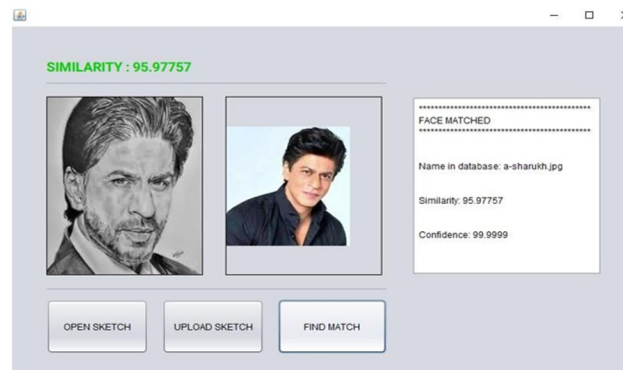 SIMILARITY : 95.97757
********************************************
FACE MATCHED
********************************************
Name in database: a-sharukh.jpg
Similarity: 95.97757
Confidence: 99.9999
OPEN SKETCH
UPLOAD SKETCH
FIND MATCH